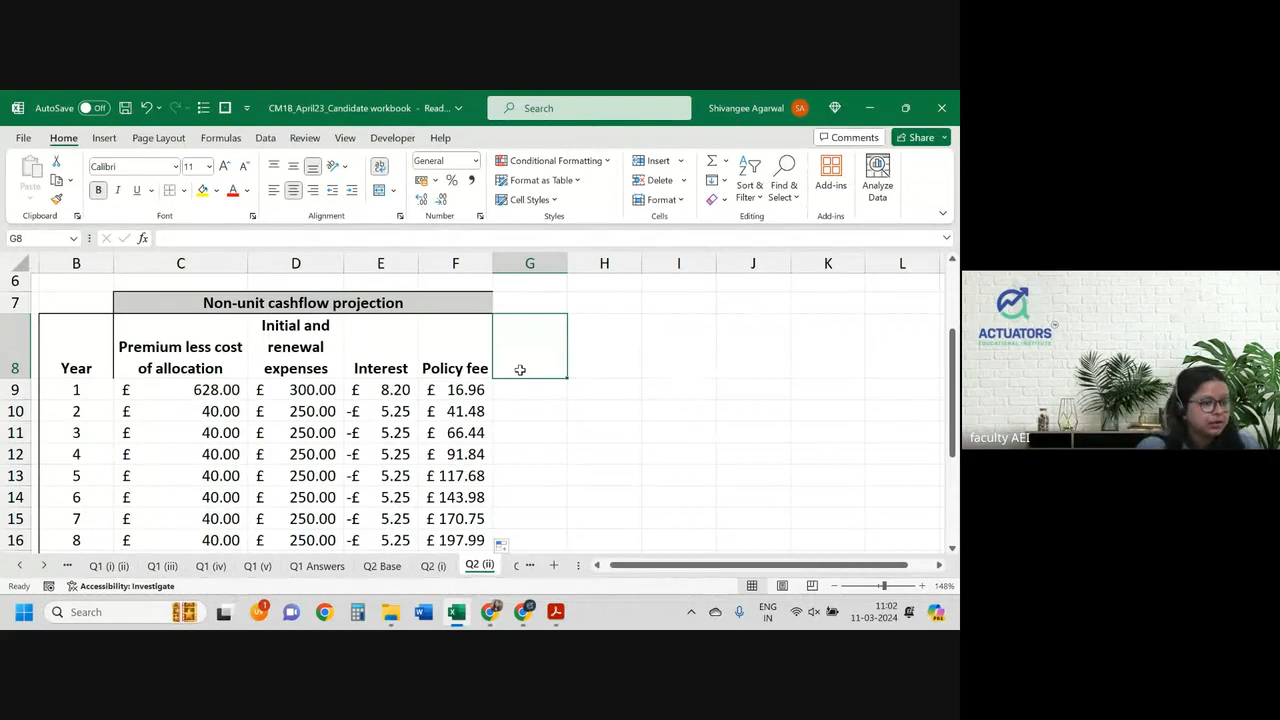 AutoSave Off CM1B_April23_Candidate workbook - Read... Search Shivangee Agarwal SA
File Home Insert Page Layout Formulas Data Review View Developer Help Comments Share
Paste Calibri 11 General Conditional Formatting Insert
B I U Format as Table Delete Sort & Filter Find & Select Add-ins Analyze Data
Cell Styles Format
Clipboard Font Alignment Number Styles Cells Editing Add-ins
G8 fx
B C D E F G H I J K L
6
7 Non-unit cashflow projection
8 Year Premium less cost of allocation Initial and renewal expenses Interest Policy fee
9 1 £ 628.00 £ 300.00 £ 8.20 £ 16.96
10 2 £ 40.00 £ 250.00 -£ 5.25 £ 41.48
11 3 £ 40.00 £ 250.00 -£ 5.25 £ 66.44
12 4 £ 40.00 £ 250.00 -£ 5.25 £ 91.84
13 5 £ 40.00 £ 250.00 -£ 5.25 £ 117.68
14 6 £ 40.00 £ 250.00 -£ 5.25 £ 143.98
15 7 £ 40.00 £ 250.00 -£ 5.25 £ 170.75
16 8 £ 40.00 £ 250.00 -£ 5.25 £ 197.99
Q1 (i) (ii) Q1 (iii) Q1 (iv) Q1 (v) Q1 Answers Q2 Base Q2 (i) Q2 (ii)
Ready Accessibility: Investigate 148%
Search ENG IN 11:02 11-03-2024
ACTUATORS
EDUCATIONAL INSTITUTE
faculty AEI